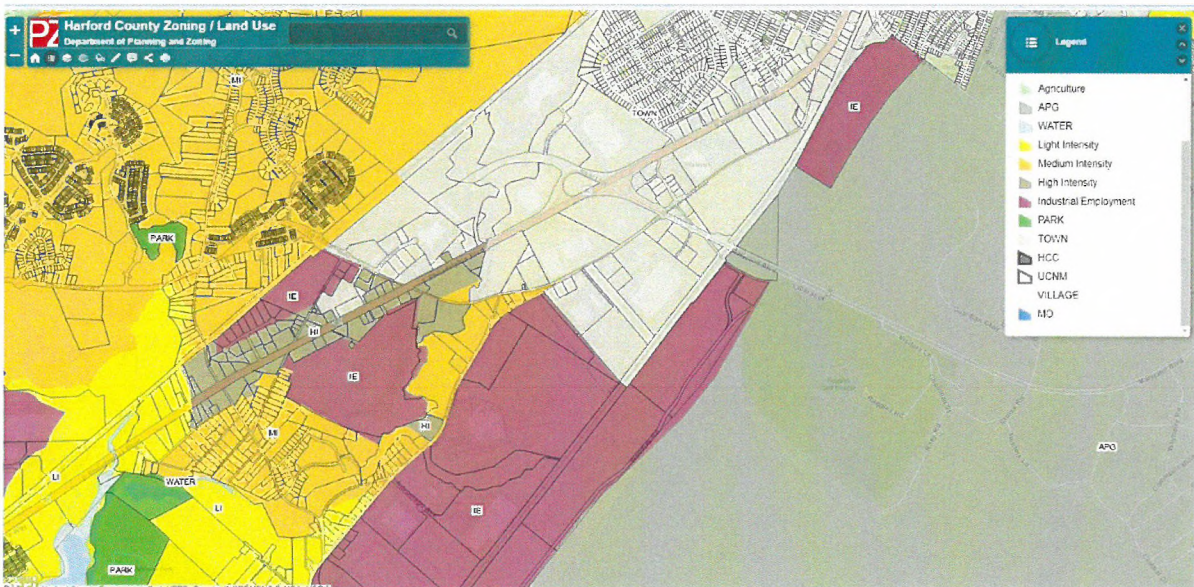 PZ
Harford County Zoning / Land Use
Department of Planning and Zoning
+
−
Legend
Agriculture
APG
WATER
Light Intensity
Medium Intensity
High Intensity
Industrial Employment
PARK
TOWN
HCC
UCNM
VILLAGE
MO
MI
TOWN
IE
PARK
IE
HI
IE
MI
HI
APG
LI
WATER
LI
IE
PARK